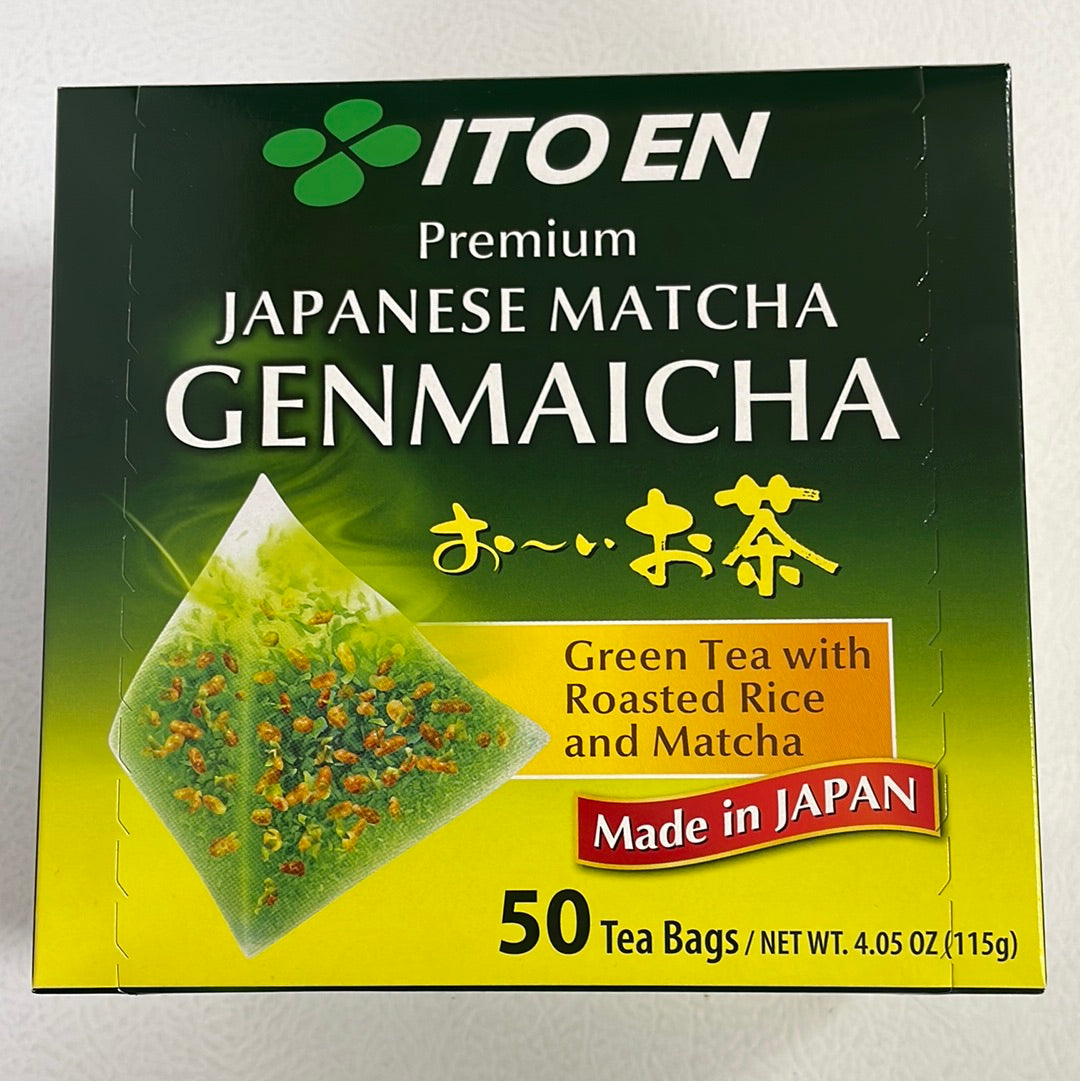 ITO EN
Premium
JAPANESE MATCHA
GENMAICHA
お〜いお茶
Green Tea with
Roasted Rice
and Matcha
Made in JAPAN
50 Tea Bags / NET WT. 4.05 OZ (115g)